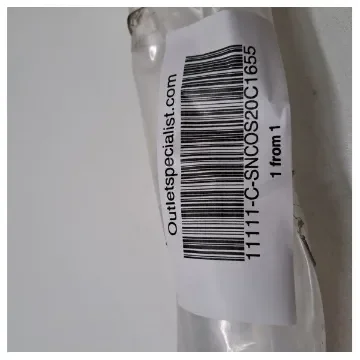 Outletspecialist.com
11111-C-SNCOS20C1655
1 from 1